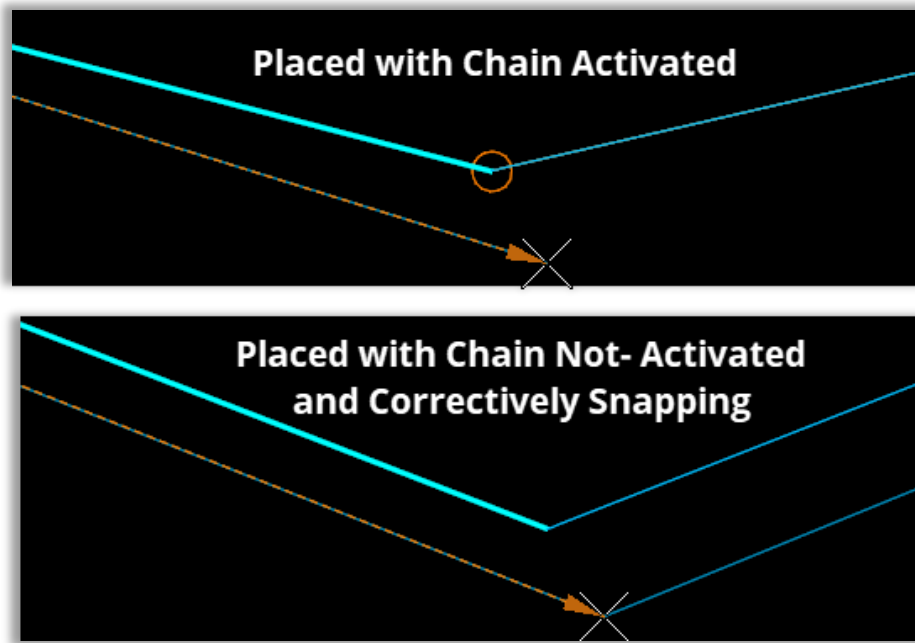 Placed with Chain Activated
Placed with Chain Not- Activated
and Correctively Snapping